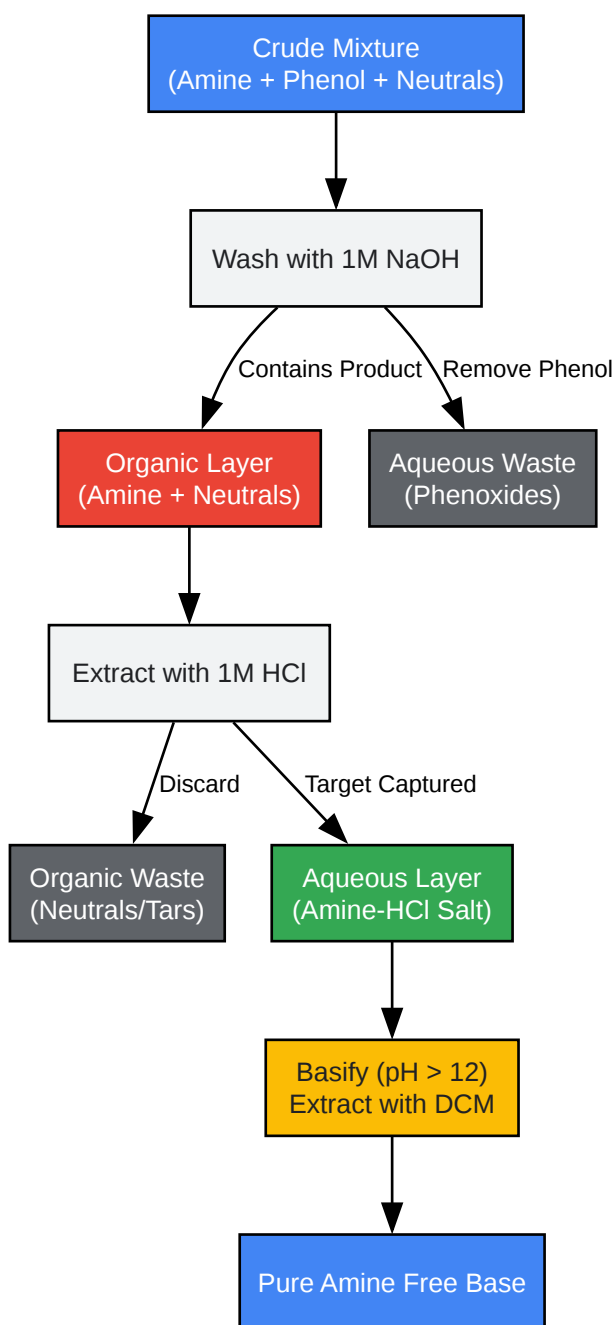 Crude Mixture
(Amine + Phenol + Neutrals)
Wash with 1M NaOH
Contains Product
Remove Phenol
Organic Layer
(Amine + Neutrals)
Aqueous Waste
(Phenoxides)
Extract with 1M HCl
Discard
Target Captured
Organic Waste
(Neutrals/Tars)
Aqueous Layer
(Amine-HCl Salt)
Basify (pH > 12)
Extract with DCM
Pure Amine Free Base